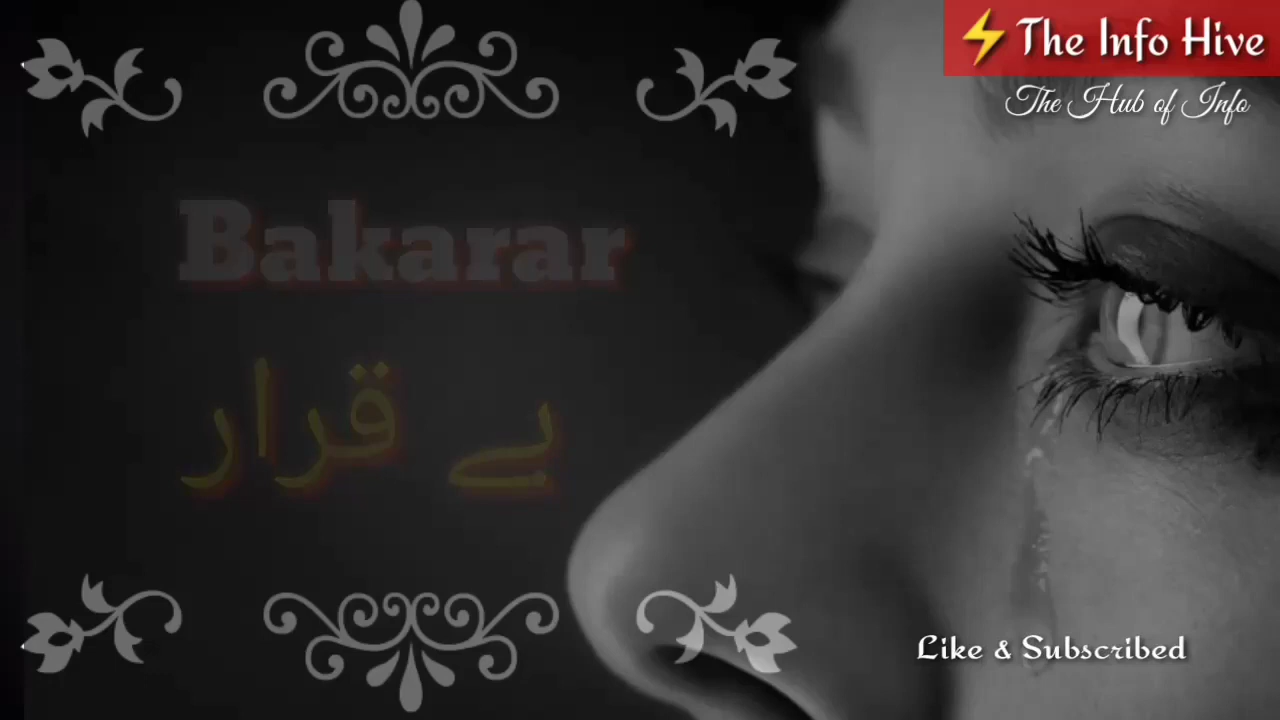 ⚡ The Info Hive
The Hub of Info
Bakarar
بے قرار
Like & Subscribed